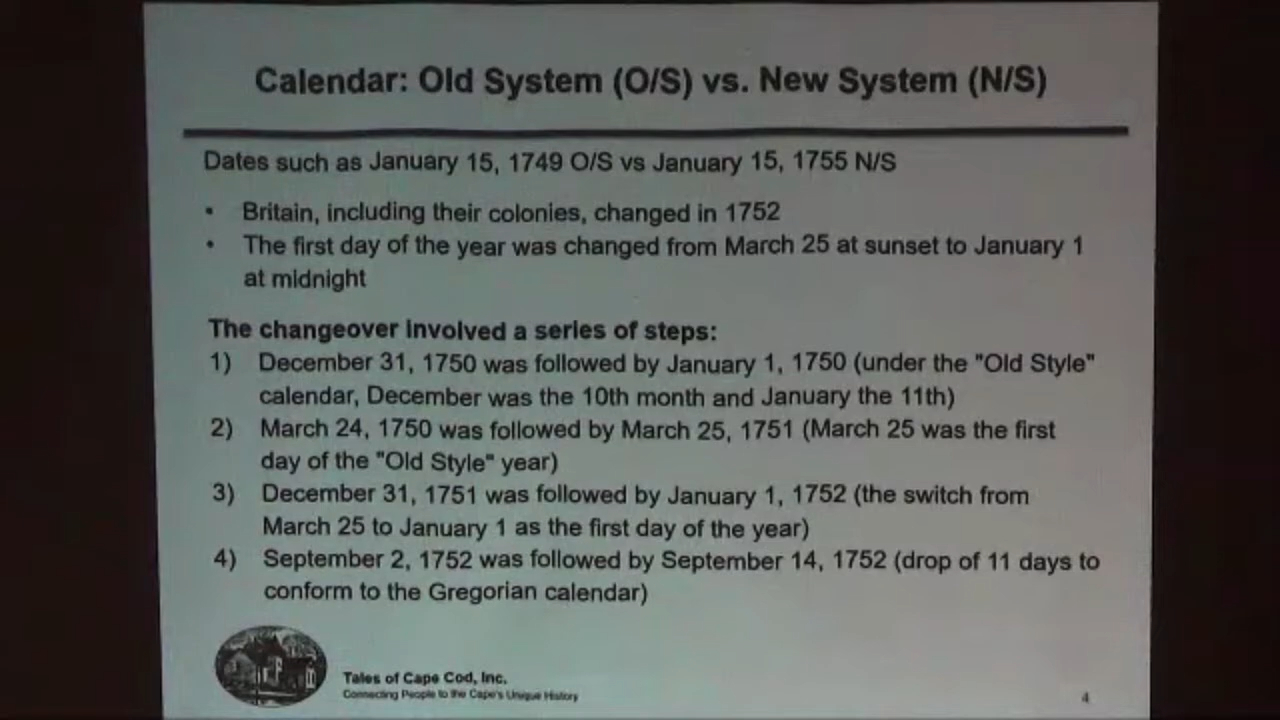 Calendar: Old System (O/S) vs. New System (N/S)
Dates such as January 15, 1749 O/S vs January 15, 1755 N/S
• Britain, including their colonies, changed in 1752
• The first day of the year was changed from March 25 at sunset to January 1
at midnight
The changeover involved a series of steps:
1) December 31, 1750 was followed by January 1, 1750 (under the "Old Style"
calendar, December was the 10th month and January the 11th)
2) March 24, 1750 was followed by March 25, 1751 (March 25 was the first
day of the "Old Style" year)
3) December 31, 1751 was followed by January 1, 1752 (the switch from
March 25 to January 1 as the first day of the year)
4) September 2, 1752 was followed by September 14, 1752 (drop of 11 days to
conform to the Gregorian calendar)
Tales of Cape Cod, Inc.
Connecting People to the Cape's Unique History
4